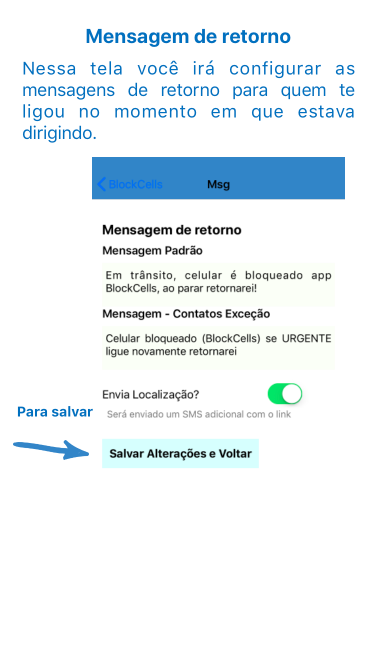 Mensagem de retorno
Nessa tela você irá configurar as
mensagens de retorno para quem te
ligou no momento em que estava
dirigindo.
BlockCells
Msg
Mensagem de retorno
Mensagem Padrão
Em trânsito, celular é bloqueado app
BlockCells, ao parar retornarei!
Mensagem - Contatos Exceção
Celular bloqueado (BlockCells) se URGENTE
ligue novamente retornarei
Envia Localização?
Será enviado um SMS adicional com o link
Para salvar
Salvar Alterações e Voltar